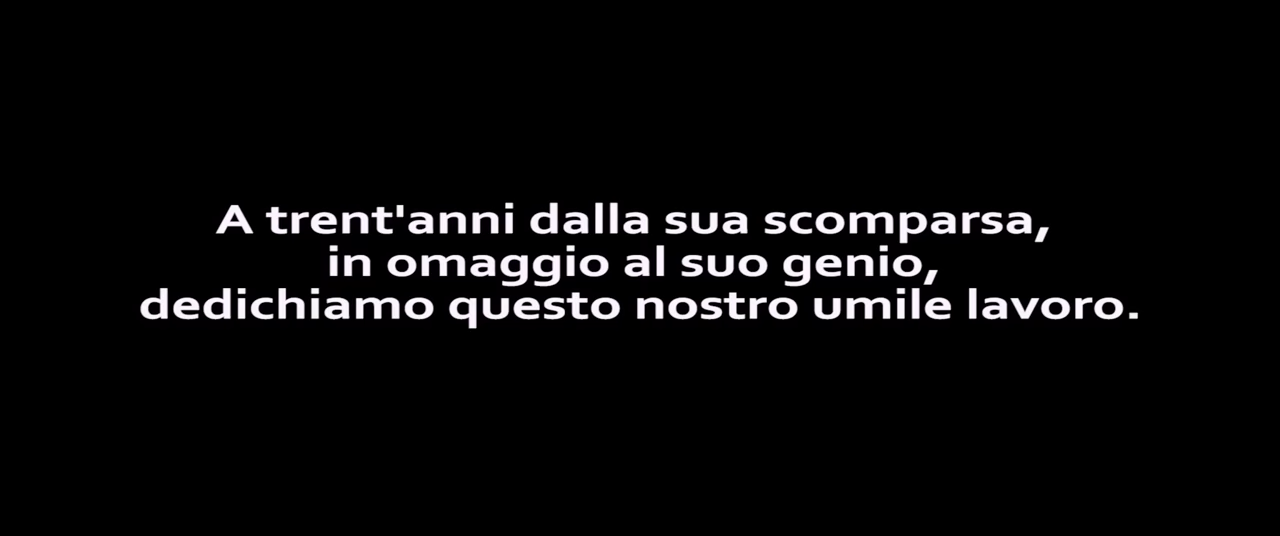 A trent'anni dalla sua scomparsa,
in omaggio al suo genio,
dedichiamo questo nostro umile lavoro.